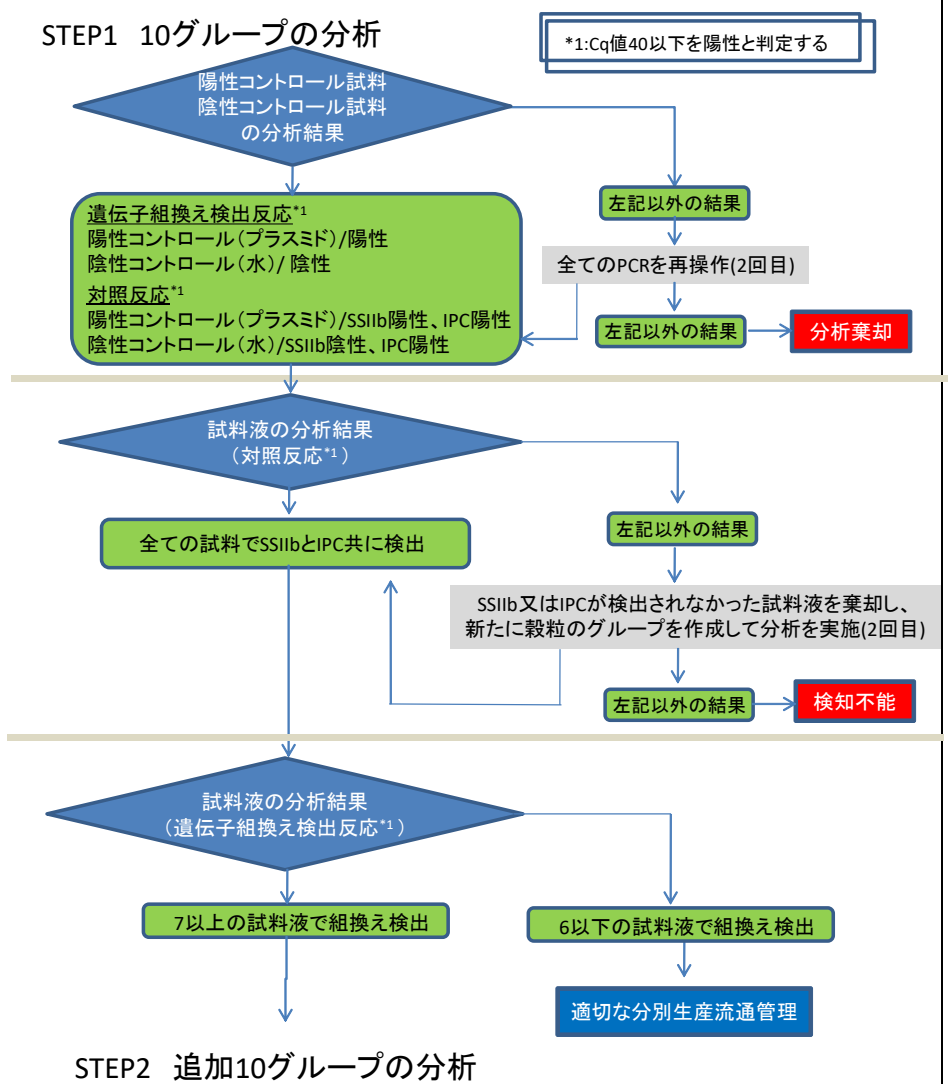 STEP1 10グループの分析
*1:Cq値40以下を陽性と判定する
陽性コントロール試料
陰性コントロール試料
の分析結果
遺伝子組換え検出反応*1
陽性コントロール（プラスミド）/陽性
陰性コントロール（水）/ 陰性
対照反応*1
陽性コントロール（プラスミド）/SSIIb陽性、IPC陽性
陰性コントロール（水）/SSIIb陰性、IPC陽性
左記以外の結果
全てのPCRを再操作(2回目)
左記以外の結果
分析棄却
試料液の分析結果
（対照反応*1）
全ての試料でSSIIbとIPC共に検出
左記以外の結果
SSIIb又はIPCが検出されなかった試料液を棄却し、
新たに穀粒のグループを作成して分析を実施(2回目)
左記以外の結果
検知不能
試料液の分析結果
（遺伝子組換え検出反応*1）
7以上の試料液で組換え検出
6以下の試料液で組換え検出
適切な分別生産流通管理
STEP2 追加10グループの分析